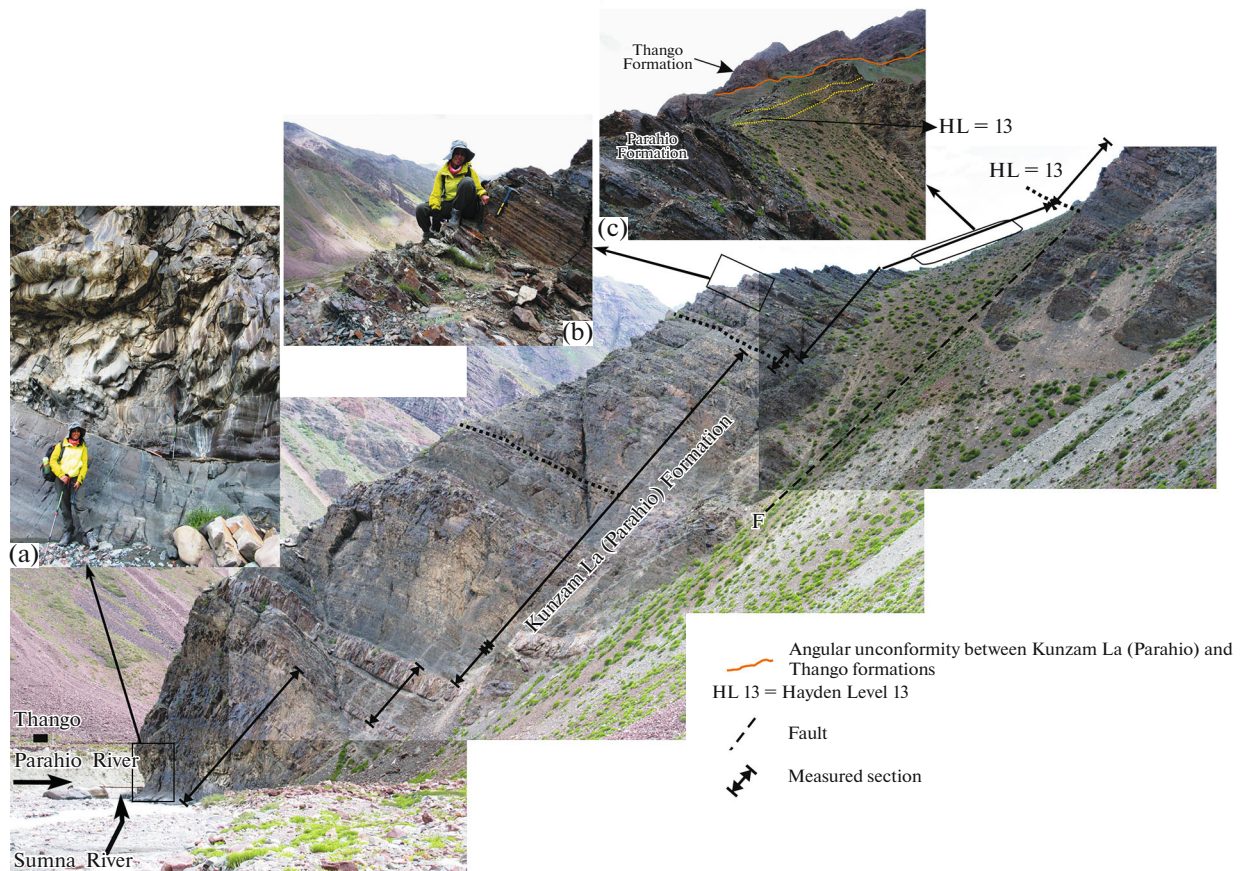 Thango
Formation
HL = 13
Parahio
Formation
(c)
HL = 13
(b)
(a)
Kunzam La (Parahio) Formation
F
Angular unconformity between Kunzam La (Parahio) and
Thango formations
HL 13 = Hayden Level 13
Fault
Measured section
Thango
Parahio River
Sumna River